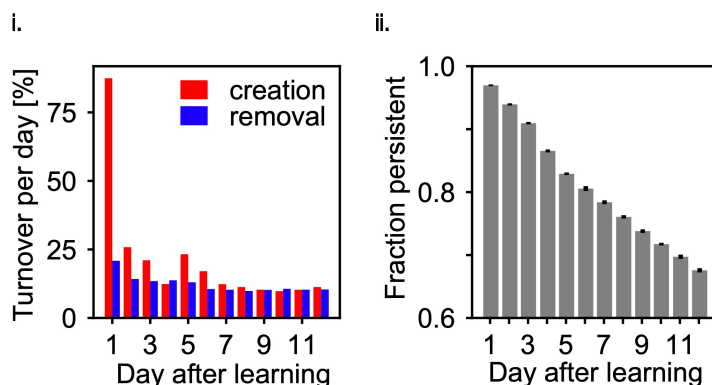 i.
Turnover per day [%]
75
50
25
0
creation
removal
1 3 5 7 9 11
Day after learning
ii.
Fraction persistent
1.0
0.8
0.6
1 3 5 7 9 11
Day after learning